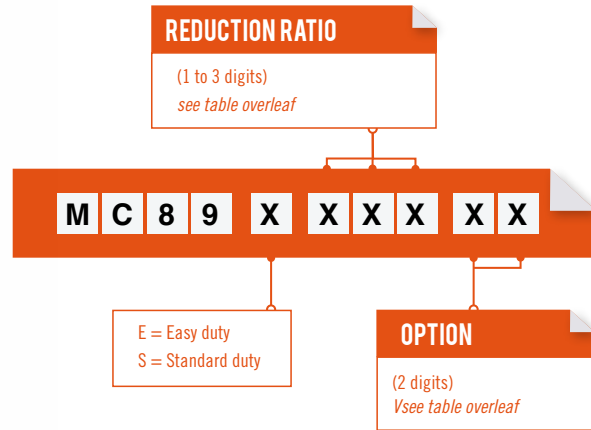 REDUCTION RATIO
(1 to 3 digits)
see table overleaf
M C 8 9 X X X X X X
E = Easy duty
S = Standard duty
OPTION
(2 digits)
Vsee table overleaf